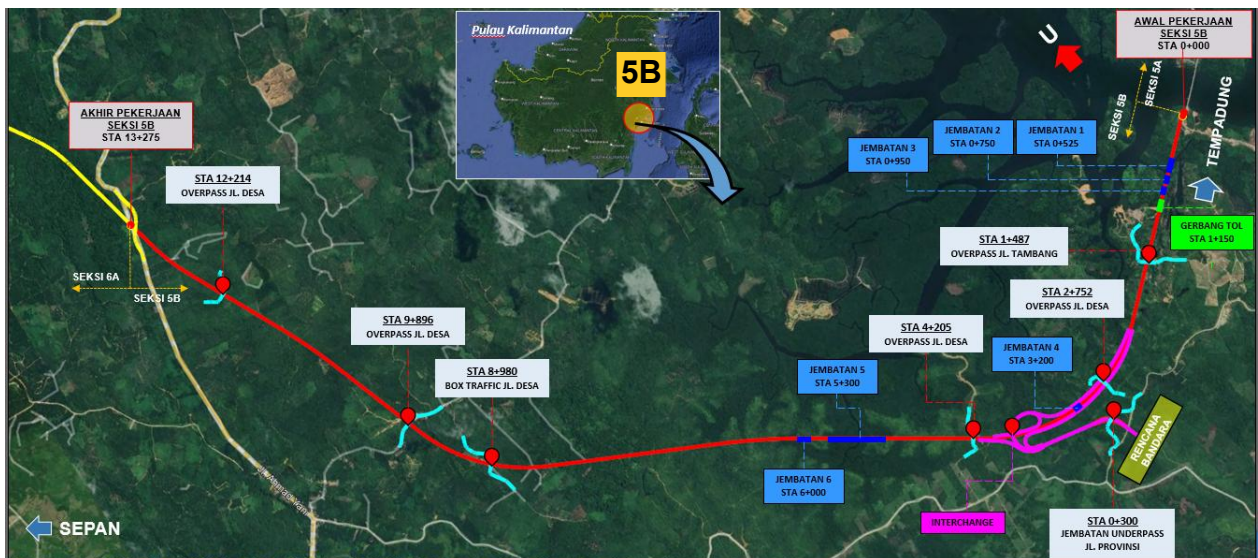 Pulau Kalimantan
5B
U
AWAL PEKERJAAN
SEKSI 5B
STA 0+000
SEKSI 5A
SEKSI 5B
TEMPADUNG
AKHIR PEKERJAAN
SEKSI 5B
STA 13+275
JEMBATAN 2
STA 0+750
JEMBATAN 1
STA 0+525
JEMBATAN 3
STA 0+950
STA 12+214
OVERPASS JL. DESA
GERBANG TOL
STA 1+150
STA 1+487
OVERPASS JL. TAMBANG
SEKSI 6A
SEKSI 5B
STA 2+752
OVERPASS JL. DESA
STA 9+896
OVERPASS JL. DESA
STA 4+205
OVERPASS JL. DESA
JEMBATAN 4
STA 3+200
STA 8+980
BOX TRAFFIC JL. DESA
JEMBATAN 5
STA 5+300
RENCANA
BANDARA
JEMBATAN 6
STA 6+000
INTERCHANGE
STA 0+300
JEMBATAN UNDERPASS
JL. PROVINSI
SEPAN